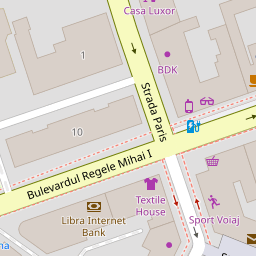 Casa Luxor
1
BDK
Strada Paris
10
Bulevardul Regele Mihai I
Textile
House
Sport Voiaj
Libra Internet
Bank